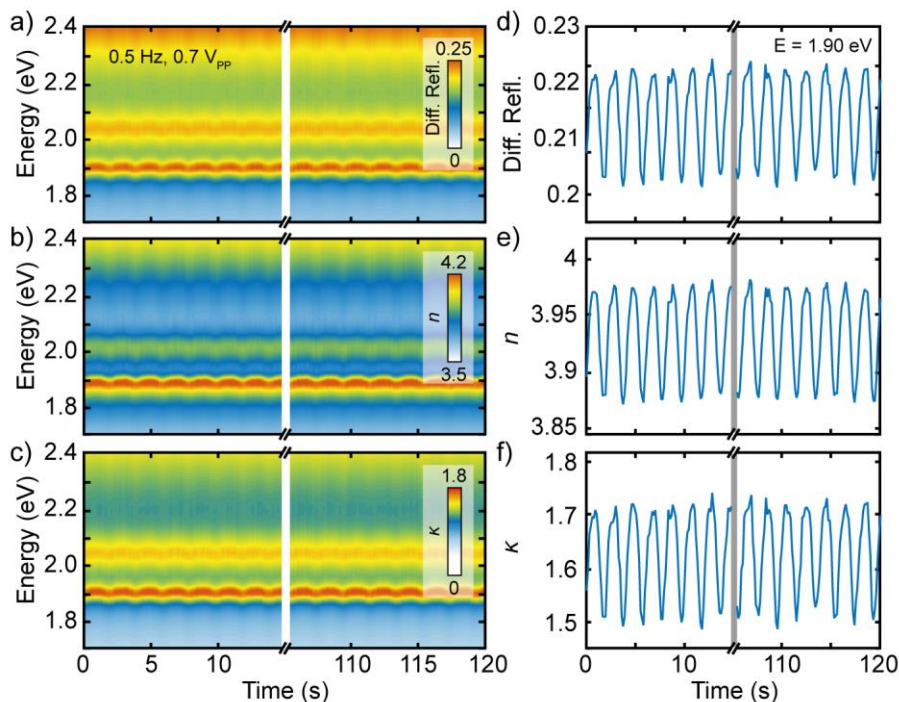 a)
2.4
2.2
2.0
1.8
Energy (eV)
0.5 Hz, 0.7 VPP
0.25
Diff. Refl.
0
b)
2.4
2.2
2.0
1.8
Energy (eV)
4.2
n
3.5
c)
2.4
2.2
2.0
1.8
Energy (eV)
1.8
κ
0
0 5 10 110 115 120
Time (s)
d)
0.23
0.22
0.21
0.2
Diff. Refl.
E = 1.90 eV
e)
4
3.95
3.9
3.85
n
f)
1.8
1.7
1.6
1.5
κ
0 5 10 15 110 115 120
Time (s)